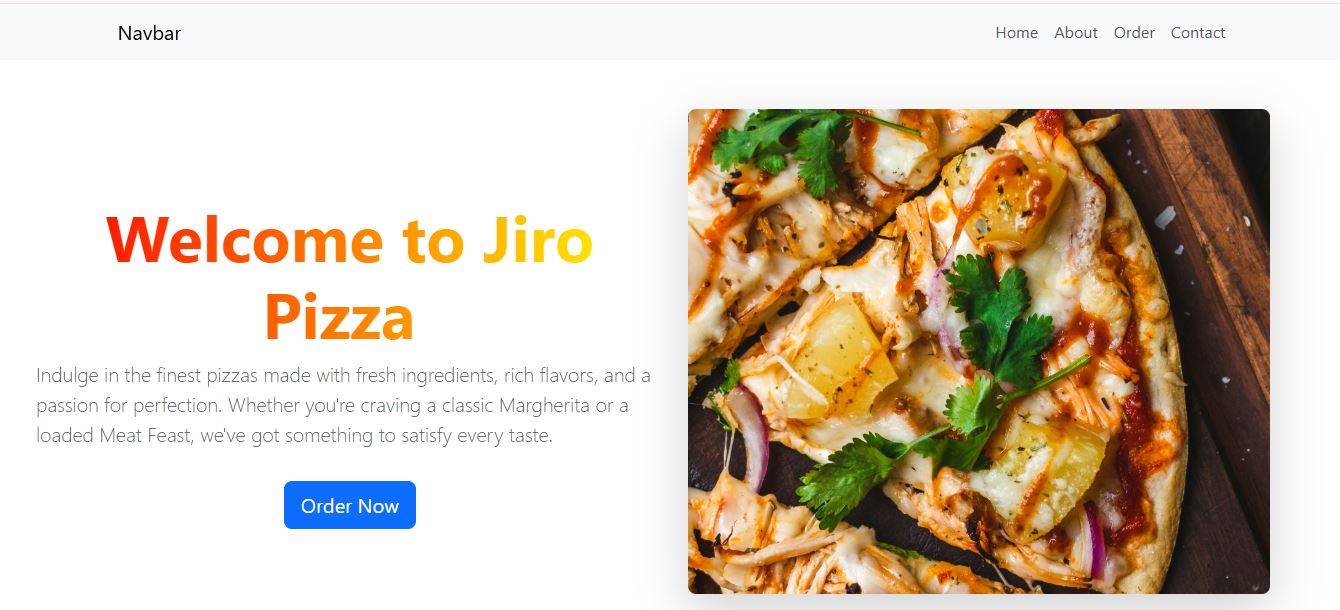 Navbar
Home About Order Contact
Welcome to Jiro
Pizza
Indulge in the finest pizzas made with fresh ingredients, rich flavors, and a
passion for perfection. Whether you're craving a classic Margherita or a
loaded Meat Feast, we've got something to satisfy every taste.
Order Now